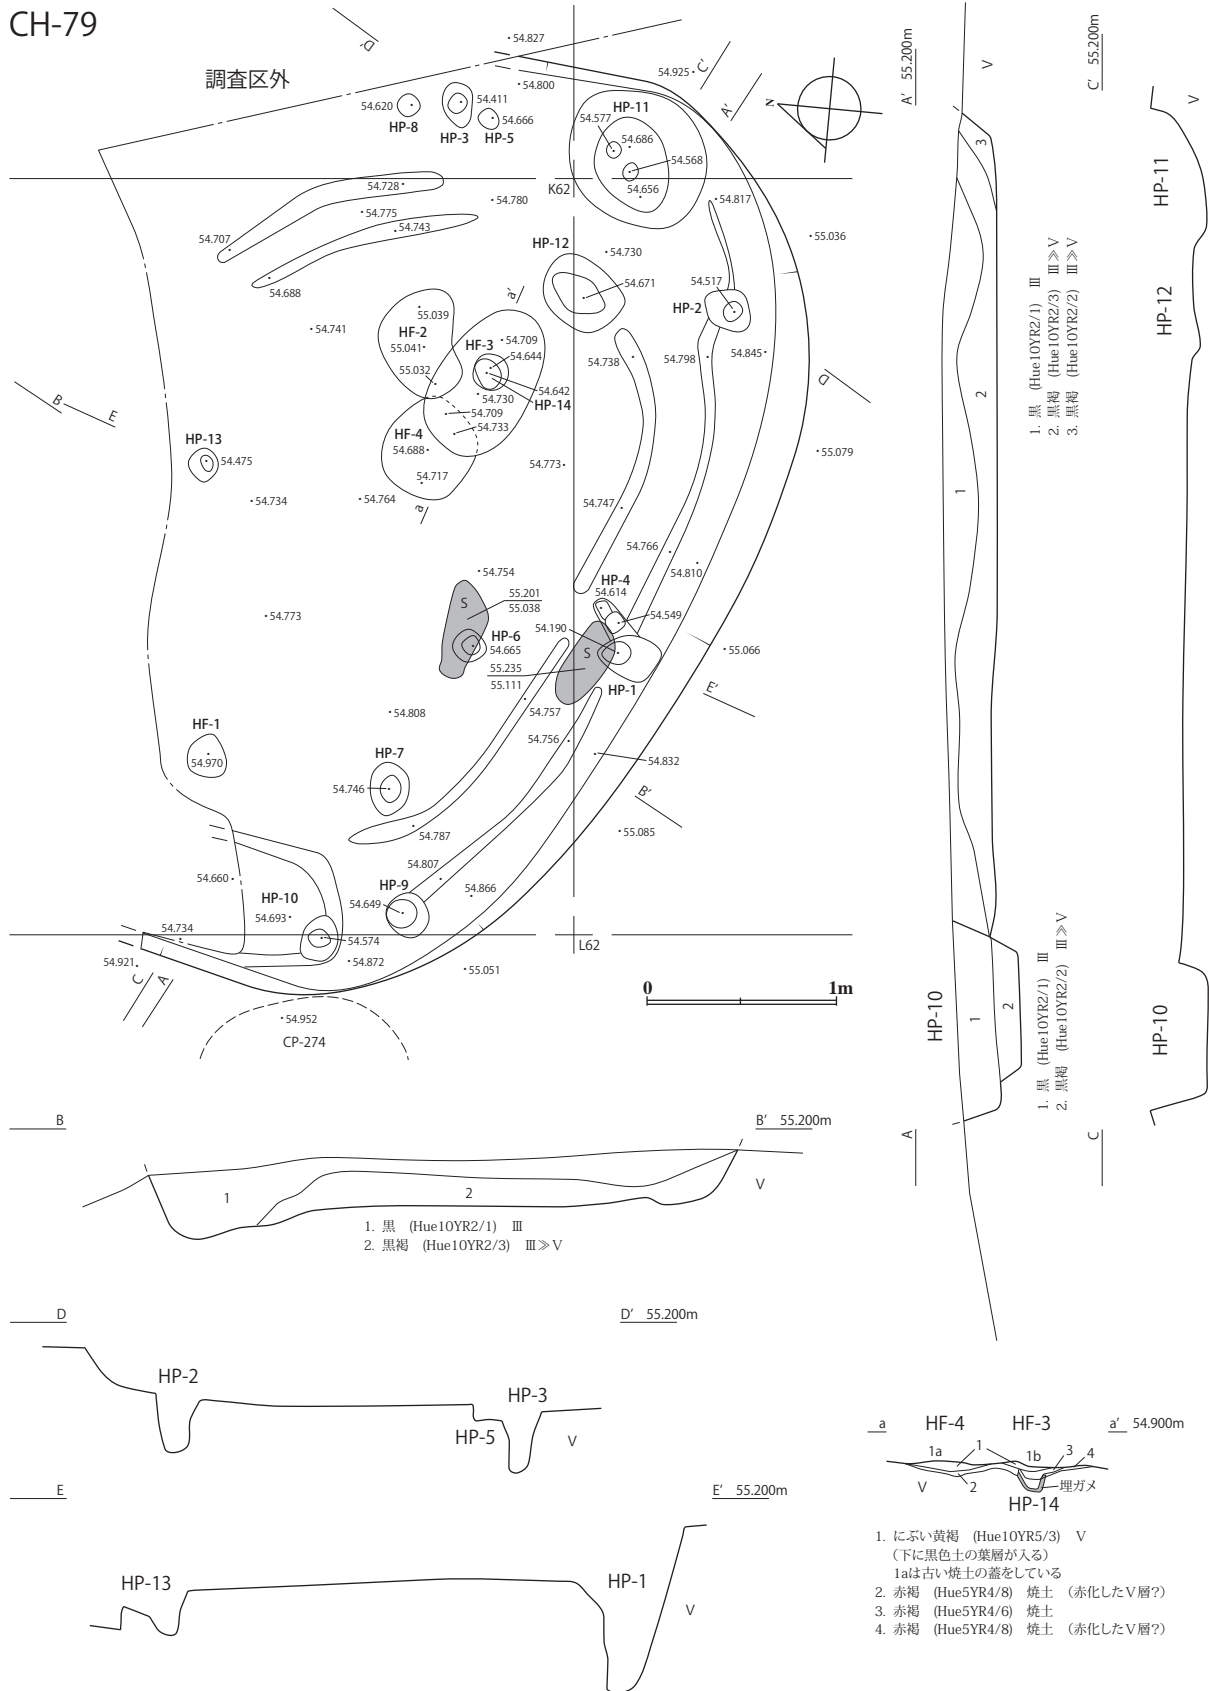 CH-79
調査区外
D'
54.827
54.925
C'
A'
54.800
54.620
HP-8
54.411
HP-3
54.666
HP-5
HP-11
54.577
54.686
54.568
54.656
N
K62
54.728
54.780
54.775
54.743
54.707
54.688
54.817
55.036
HP-12
54.730
54.671
54.517
HP-2
a'
55.039
HF-2
55.041
54.741
HF-3
54.709
54.644
55.032
54.642
54.730
HP-14
54.709
54.733
HF-4
54.688
54.717
a
54.738
54.798
54.845
D
B
E
HP-13
54.475
54.773
55.079
54.734
54.764
54.747
54.766
54.810
54.754
HP-4
54.614
S
55.201
55.038
54.549
54.773
54.190
HP-6
54.665
S
55.235
55.111
HP-1
55.066
E'
54.808
54.757
54.756
HF-1
54.970
54.832
HP-7
54.746
B'
54.787
55.085
54.807
54.660
HP-9
54.866
HP-10
54.693
54.649
54.734
54.574
L62
54.921
54.872
55.051
C
A
54.952
CP-274
0 1m
A' 55.200m
V
3
2
1
1. 黒 (Hue10YR2/1) Ⅲ
2. 黒褐 (Hue10YR2/3) Ⅲ≫V
3. 黒褐 (Hue10YR2/2) Ⅲ≫V
HP-10
1
2
1. 黒 (Hue10YR2/1) Ⅲ
2. 黒褐 (Hue10YR2/2) Ⅲ≫V
A
C' 55.200m
V
HP-11
HP-12
HP-10
C
B
B' 55.200m
1
2
V
1. 黒 (Hue10YR2/1) Ⅲ
2. 黒褐 (Hue10YR2/3) Ⅲ≫V
D
D' 55.200m
HP-2
HP-3
HP-5
V
E
E' 55.200m
HP-13
HP-1
V
a HF-4 HF-3 a' 54.900m
1a 1 1b 3 4
V 2 埋ガメ
HP-14
1. にぶい黄褐 (Hue10YR5/3) V
（下に黒色土の葉層が入る）
1aは古い焼土の蓋をしている
2. 赤褐 (Hue5YR4/8) 焼土 （赤化したV層?）
3. 赤褐 (Hue5YR4/6) 焼土
4. 赤褐 (Hue5YR4/8) 焼土 （赤化したV層?）